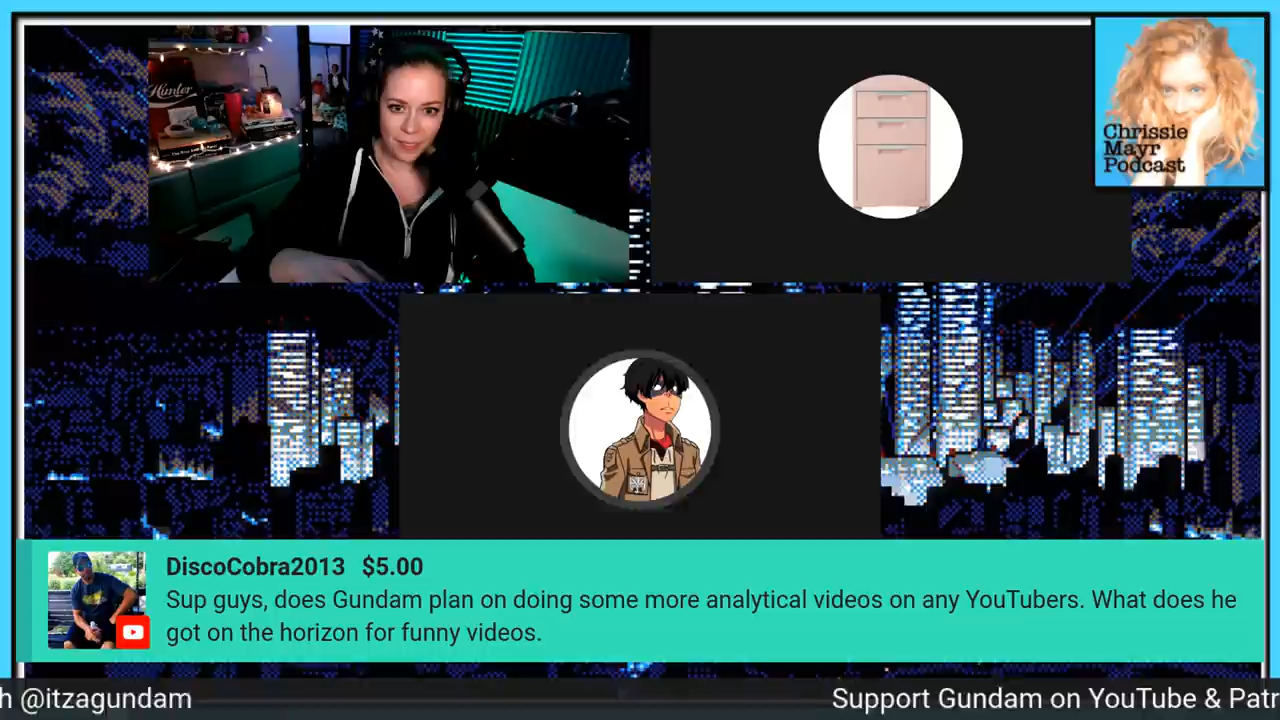 Hunter
Chrissie
Mayr
Podcast
DiscoCobra2013 $5.00
Sup guys, does Gundam plan on doing some more analytical videos on any YouTubers. What does he
got on the horizon for funny videos.
h @itzagundam
Support Gundam on YouTube & Patr